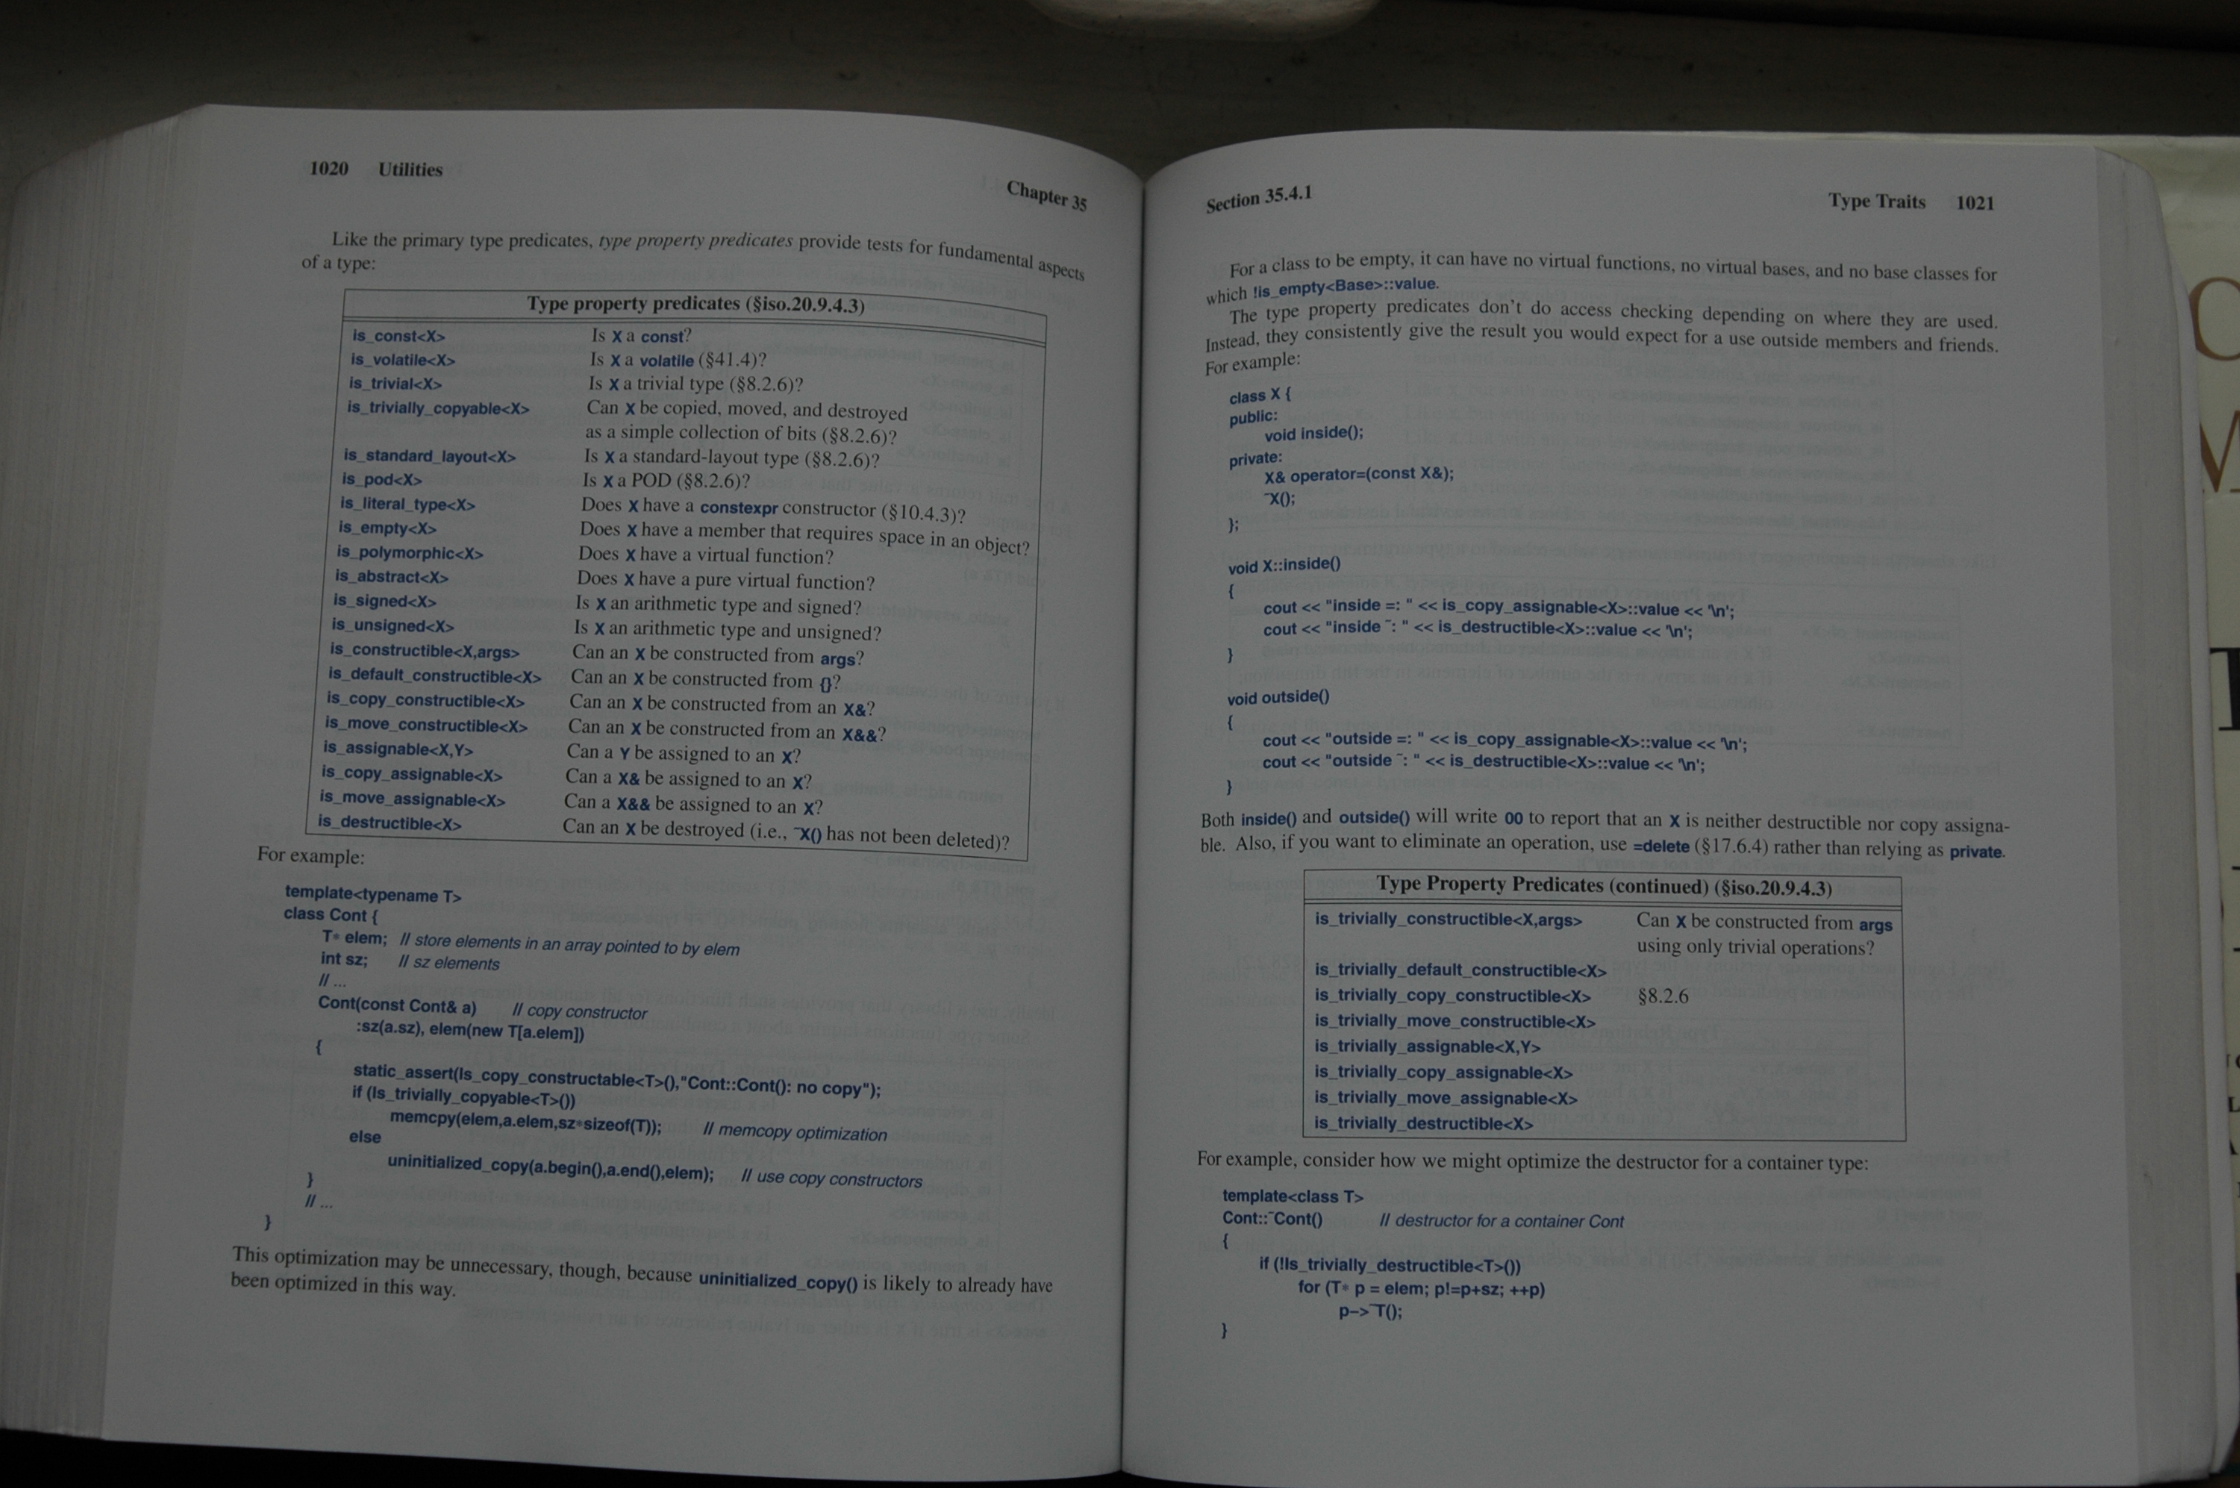 1020 Utilities Chapter 35
Like the primary type predicates, type property predicates provide tests for fundamental aspects
of a type:
Type property predicates (§iso.20.9.4.3)
is_const<X> Is X a const?
is_volatile<X> Is X a volatile (§41.4)?
is_trivial<X> Is X a trivial type (§8.2.6)?
is_trivially_copyable<X> Can X be copied, moved, and destroyed
as a simple collection of bits (§8.2.6)?
is_standard_layout<X> Is X a standard-layout type (§8.2.6)?
is_pod<X> Is X a POD (§8.2.6)?
is_literal_type<X> Does X have a constexpr constructor (§10.4.3)?
is_empty<X> Does X have a member that requires space in an object?
is_polymorphic<X> Does X have a virtual function?
is_abstract<X> Does X have a pure virtual function?
is_signed<X> Is X an arithmetic type and signed?
is_unsigned<X> Is X an arithmetic type and unsigned?
is_constructible<X,args> Can an X be constructed from args?
is_default_constructible<X> Can an X be constructed from {}?
is_copy_constructible<X> Can an X be constructed from an X&?
is_move_constructible<X> Can an X be constructed from an X&&?
is_assignable<X,Y> Can a Y be assigned to an X?
is_copy_assignable<X> Can a X& be assigned to an X?
is_move_assignable<X> Can a X&& be assigned to an X?
is_destructible<X> Can an X be destroyed (i.e., ~X() has not been deleted)?
For example:
template<typename T>
class Cont {
T* elem; // store elements in an array pointed to by elem
int sz; // sz elements
// ...
Cont(const Cont& a) // copy constructor
:sz(a.sz), elem(new T[a.elem])
{
static_assert(Is_copy_constructable<T>(),"Cont::Cont(): no copy");
if (Is_trivially_copyable<T>())
memcpy(elem,a.elem,sz*sizeof(T)); // memcopy optimization
else
uninitialized_copy(a.begin(),a.end(),elem); // use copy constructors
}
// ...
}
This optimization may be unnecessary, though, because uninitialized_copy() is likely to already have
been optimized in this way.
Section 35.4.1 Type Traits 1021
For a class to be empty, it can have no virtual functions, no virtual bases, and no base classes for
which !is_empty<Base>::value.
The type property predicates don't do access checking depending on where they are used.
Instead, they consistently give the result you would expect for a use outside members and friends.
For example:
class X {
public:
void inside();
private:
X& operator=(const X&);
~X();
};
void X::inside()
{
cout << "inside =: " << is_copy_assignable<X>::value << '\n';
cout << "inside ~: " << is_destructible<X>::value << '\n';
}
void outside()
{
cout << "outside =: " << is_copy_assignable<X>::value << '\n';
cout << "outside ~: " << is_destructible<X>::value << '\n';
}
Both inside() and outside() will write 00 to report that an X is neither destructible nor copy assigna-
ble. Also, if you want to eliminate an operation, use =delete (§17.6.4) rather than relying as private.
Type Property Predicates (continued) (§iso.20.9.4.3)
is_trivially_constructible<X,args> Can X be constructed from args
using only trivial operations?
is_trivially_default_constructible<X>
is_trivially_copy_constructible<X> §8.2.6
is_trivially_move_constructible<X>
is_trivially_assignable<X,Y>
is_trivially_copy_assignable<X>
is_trivially_move_assignable<X>
is_trivially_destructible<X>
For example, consider how we might optimize the destructor for a container type:
template<class T>
Cont::~Cont() // destructor for a container Cont
{
if (!Is_trivially_destructible<T>())
for (T* p = elem; p!=p+sz; ++p)
p->~T();
}